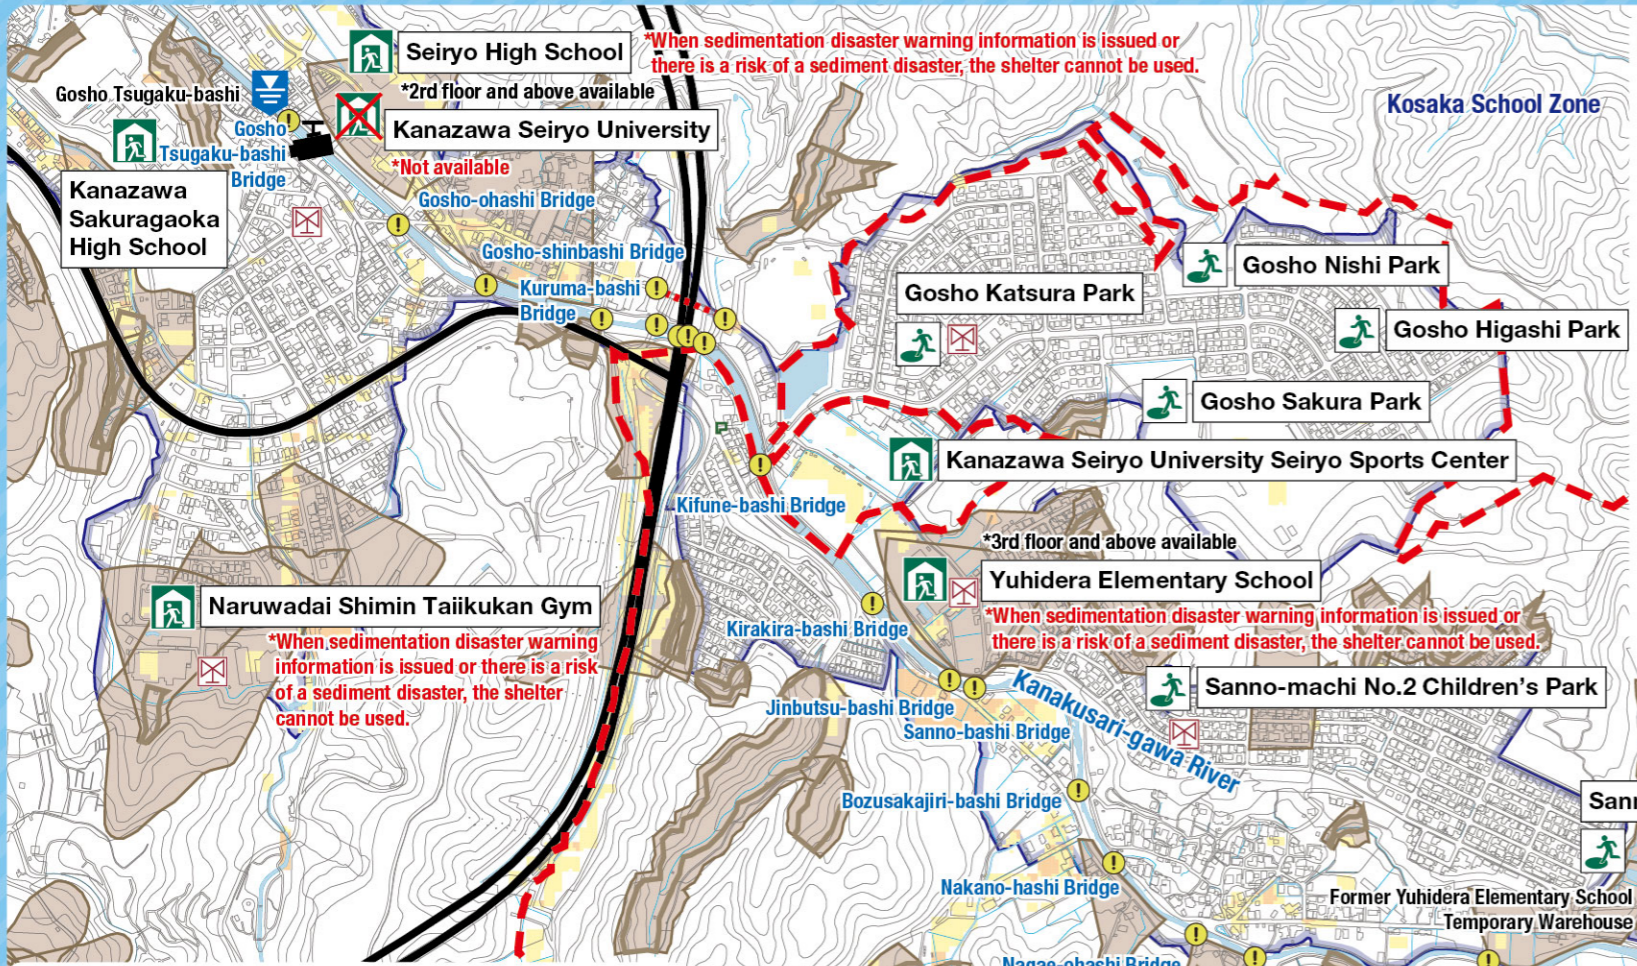 Seiryo High School
*When sedimentation disaster warning information is issued or
there is a risk of a sediment disaster, the shelter cannot be used.
*2rd floor and above available
Gosho Tsugaku-bashi
Kosaka School Zone
Kanazawa Seiryo University
*Not available
Gosho
Tsugaku-bashi
Bridge
Kanazawa
Sakuragaoka
High School
Gosho-ohashi Bridge
Gosho-shinbashi Bridge
Kuruma-bashi
Bridge
Gosho Nishi Park
Gosho Katsura Park
Gosho Higashi Park
Gosho Sakura Park
Kanazawa Seiryo University Seiryo Sports Center
Kifune-bashi Bridge
*3rd floor and above available
Yuhidera Elementary School
*When sedimentation disaster warning information is issued or
there is a risk of a sediment disaster, the shelter cannot be used.
Naruwadai Shimin Taiikukan Gym
*When sedimentation disaster warning
information is issued or there is a risk
of a sediment disaster, the shelter
cannot be used.
Kirakira-bashi Bridge
Sanno-machi No.2 Children's Park
Kanakusari-gawa River
Jinbutsu-bashi Bridge
Sanno-bashi Bridge
Bozusakajiri-bashi Bridge
Nakano-hashi Bridge
Former Yuhidera Elementary School
Temporary Warehouse
Nagae-ohashi Bridge